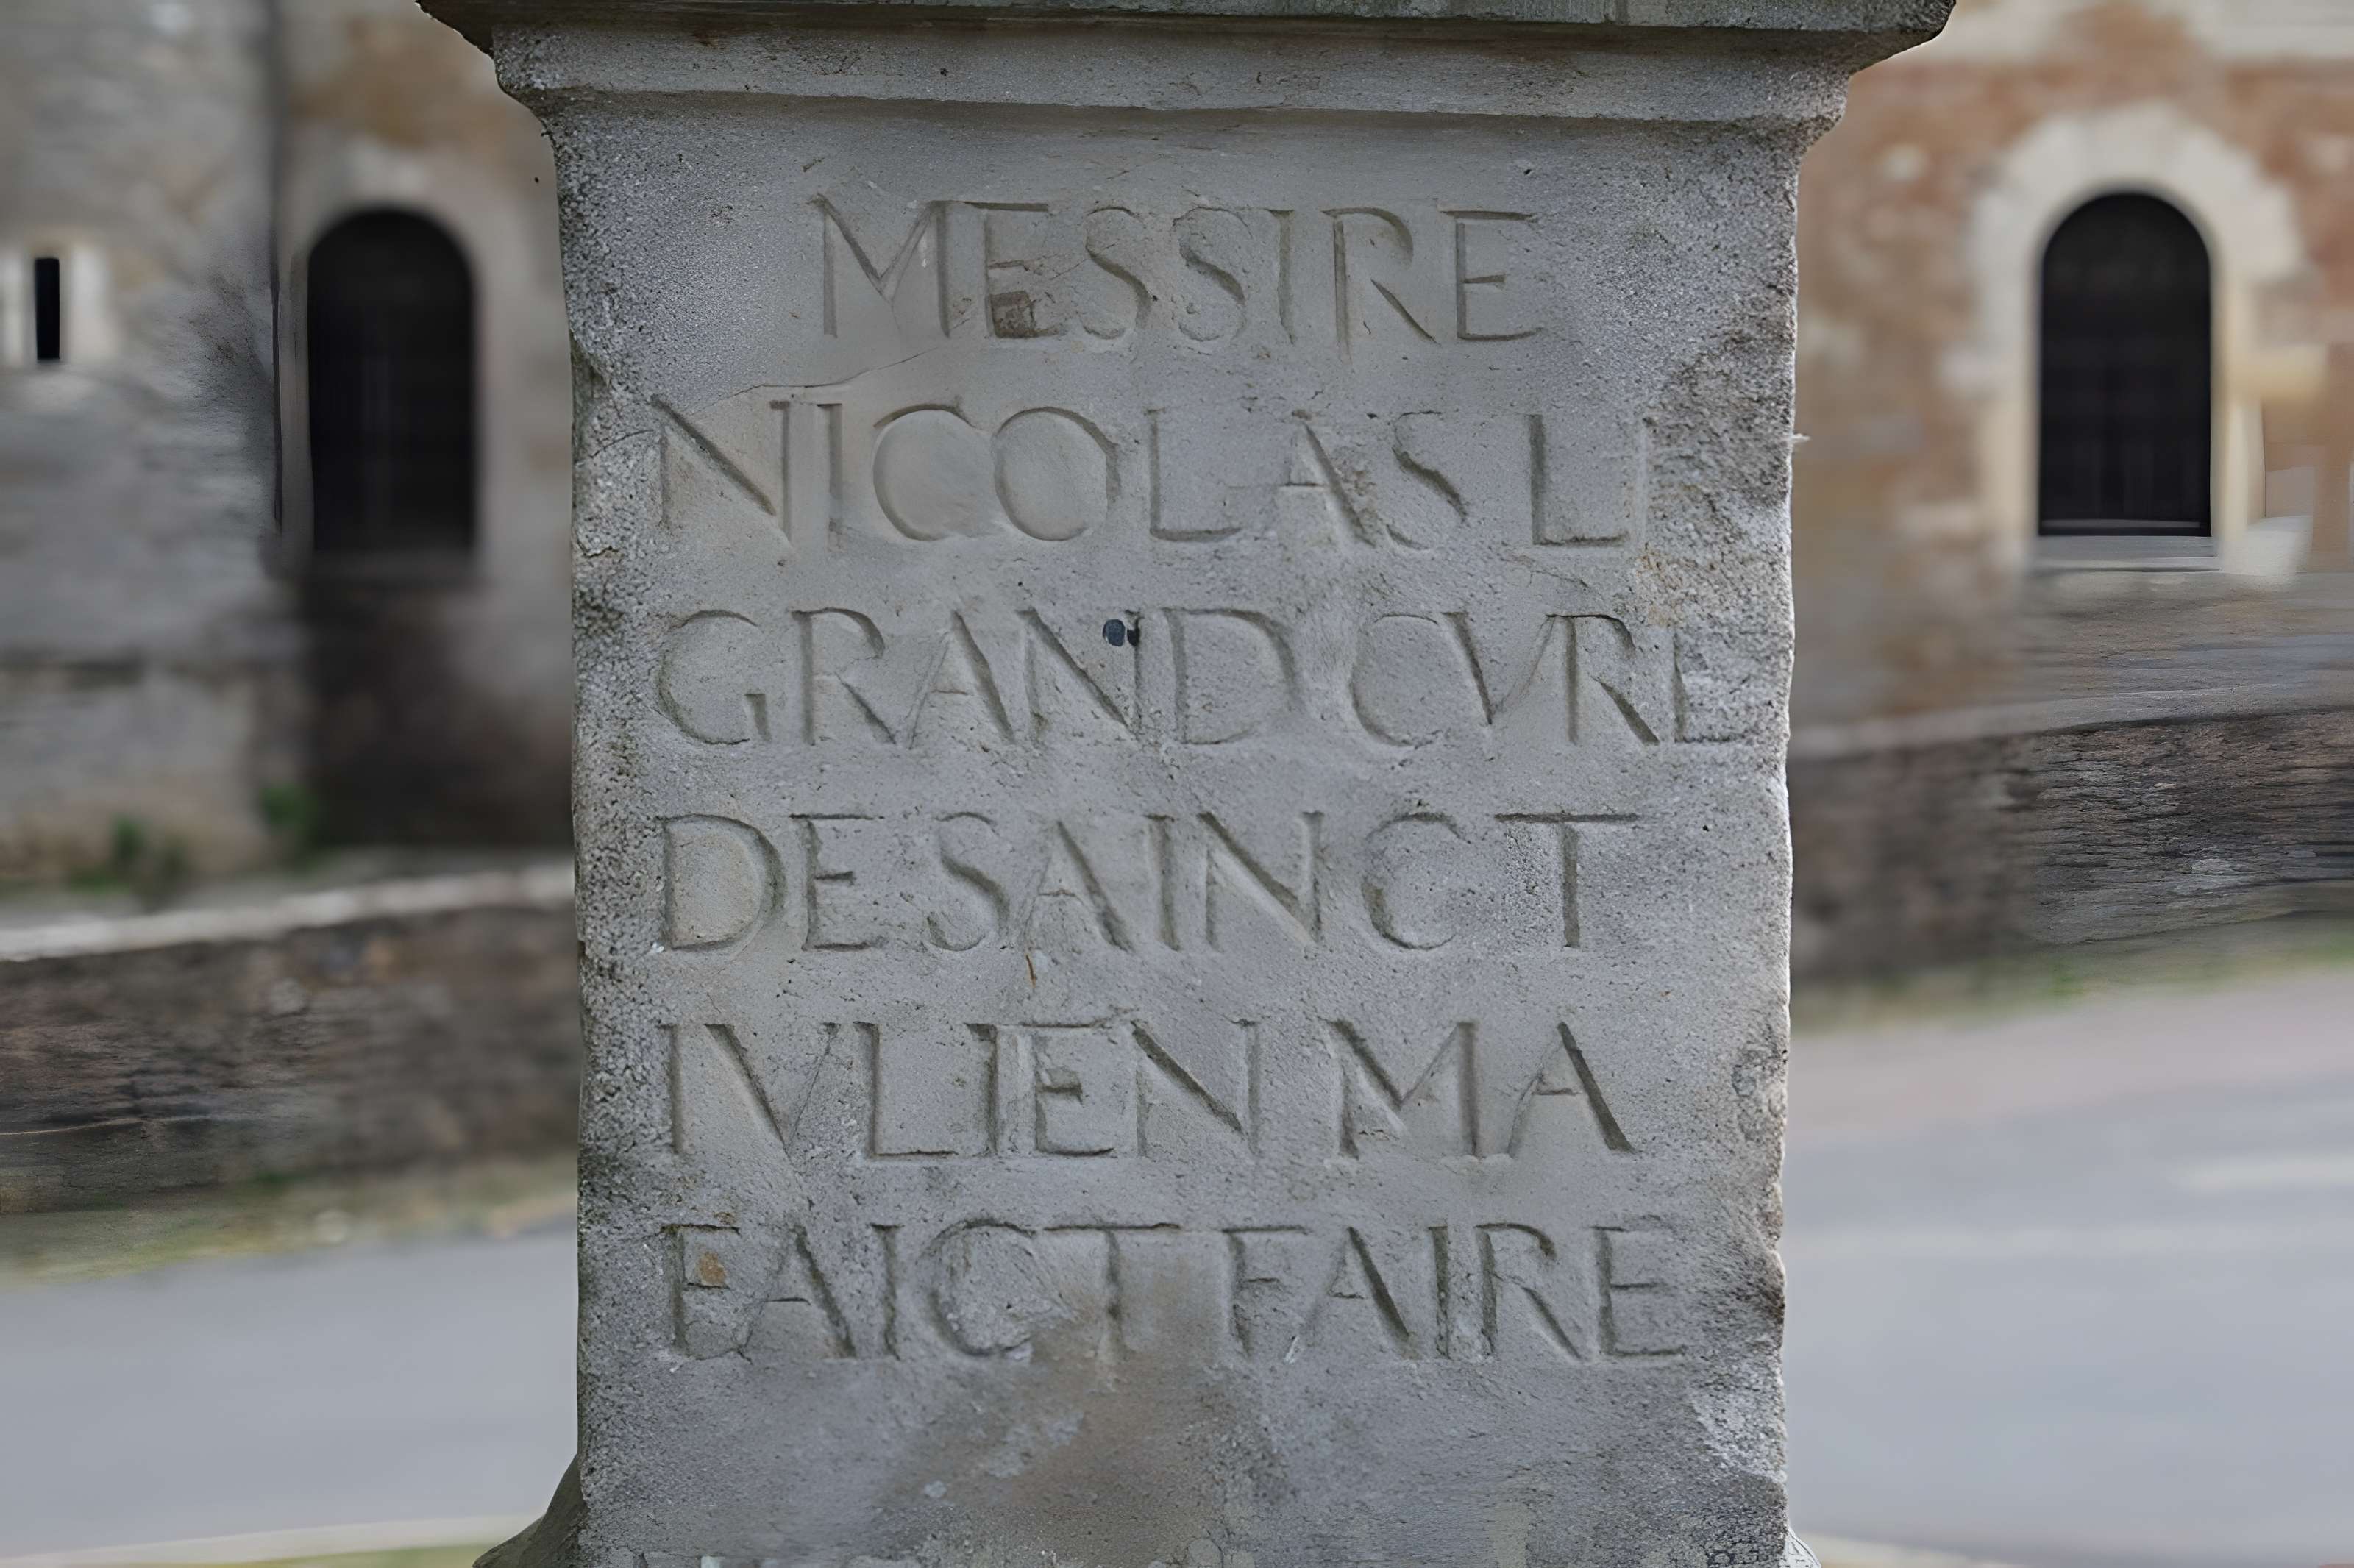 MESSIRE
NICOLAS LE
GRAND CVRE
DE SAINCT
IVLIEN MA
FAICT FAIRE